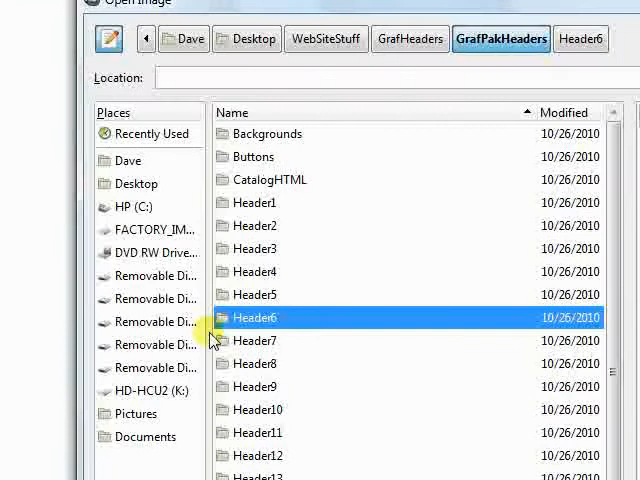 Open Image
Dave Desktop WebSiteStuff GrafHeaders GrafPakHeaders Header6
Location:
Places
Recently Used
Dave
Desktop
HP (C:)
FACTORY_IM...
DVD RW Drive...
Removable Di...
Removable Di...
Removable Di...
Removable Di...
Removable Di...
HD-HCU2 (K:)
Pictures
Documents
Name Modified
Backgrounds 10/26/2010
Buttons 10/26/2010
CatalogHTML 10/26/2010
Header1 10/26/2010
Header2 10/26/2010
Header3 10/26/2010
Header4 10/26/2010
Header5 10/26/2010
Header6 10/26/2010
Header7 10/26/2010
Header8 10/26/2010
Header9 10/26/2010
Header10 10/26/2010
Header11 10/26/2010
Header12 10/26/2010
Header13 10/26/2010